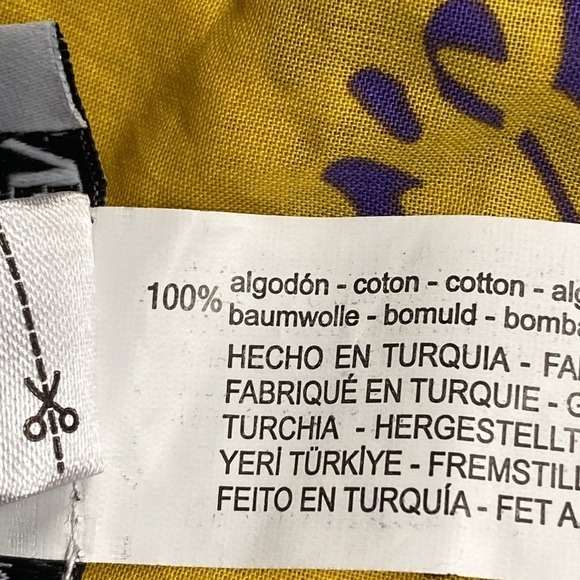 100% algodón - coton - cotton -
baumwolle - bomuld -
HECHO EN TURQUIA -
FABRIQUÉ EN TURQUIE -
TURCHIA - HERGESTELLT
YERİ TÜRKİYE -
FEITO EN TURQUÍA - FET A